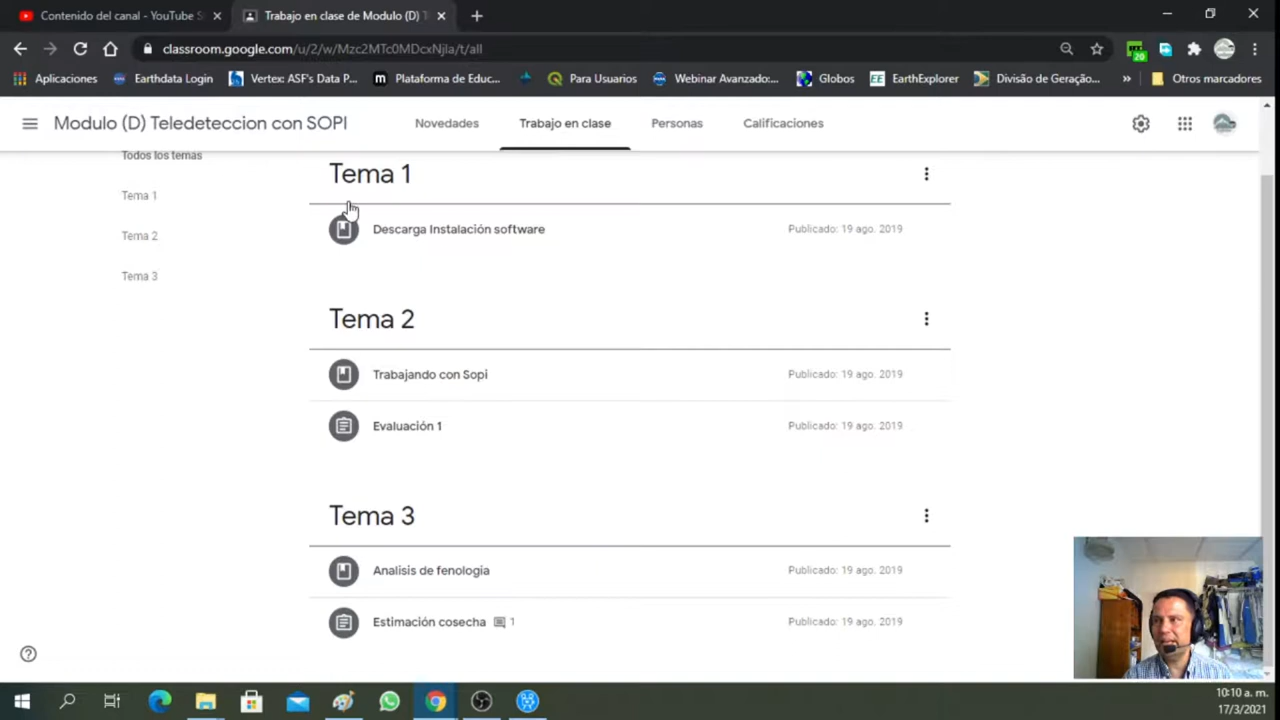 Contenido del canal - YouTube S
Trabajo en clase de Modulo (D) T
classroom.google.com/u/2/w/Mzc2MTc0MDcxNjIa/t/all
20
Aplicaciones
Earthdata Login
Vertex: ASF's Data P...
Plataforma de Educ...
Para Usuarios
Webinar Avanzado:...
Globos
EE EarthExplorer
Divisão de Geração...
»
Otros marcadores
Modulo (D) Teledeteccion con SOPI
Novedades
Trabajo en clase
Personas
Calificaciones
Todos los temas
Tema 1
Tema 2
Tema 3
Tema 1
Descarga Instalación software
Publicado: 19 ago. 2019
Tema 2
Trabajando con Sopi
Publicado: 19 ago. 2019
Evaluación 1
Publicado: 19 ago. 2019
Tema 3
Analisis de fenologia
Publicado: 19 ago. 2019
Estimación cosecha 1
Publicado: 19 ago. 2019
10:10 a. m.
17/3/2021